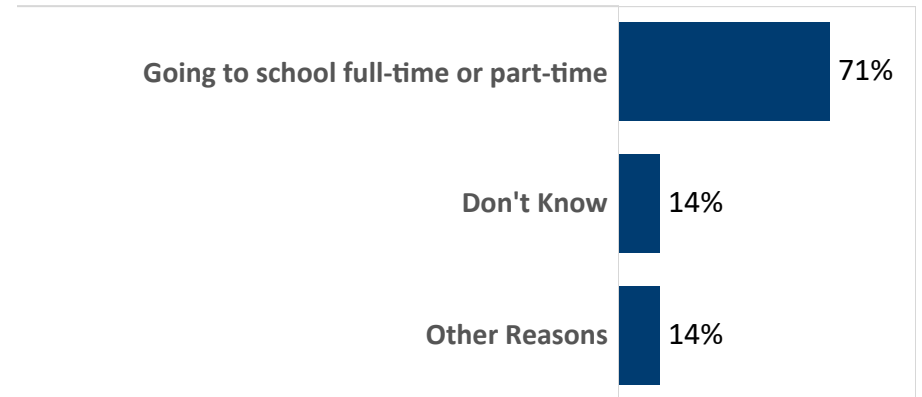 Going to school full-time or part-time 71%
Don't Know 14%
Other Reasons 14%